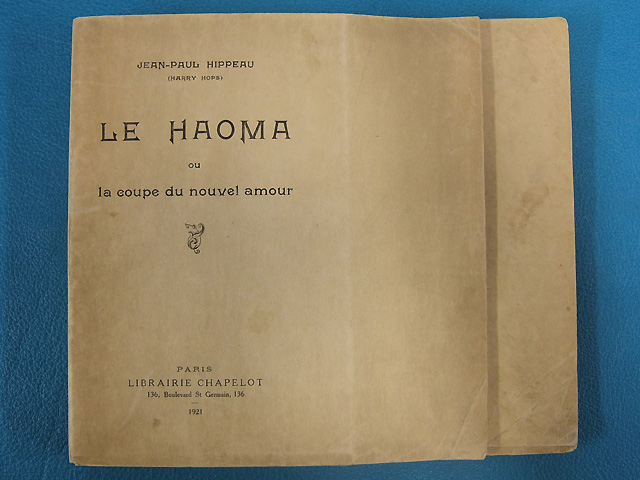 JEAN-PAUL HIPPEAU
(HARRY HOPS)
LE HAOMA
ou
la coupe du nouvel amour
PARIS
LIBRAIRIE CHAPELOT
136, Boulevard St Germain, 136
1921